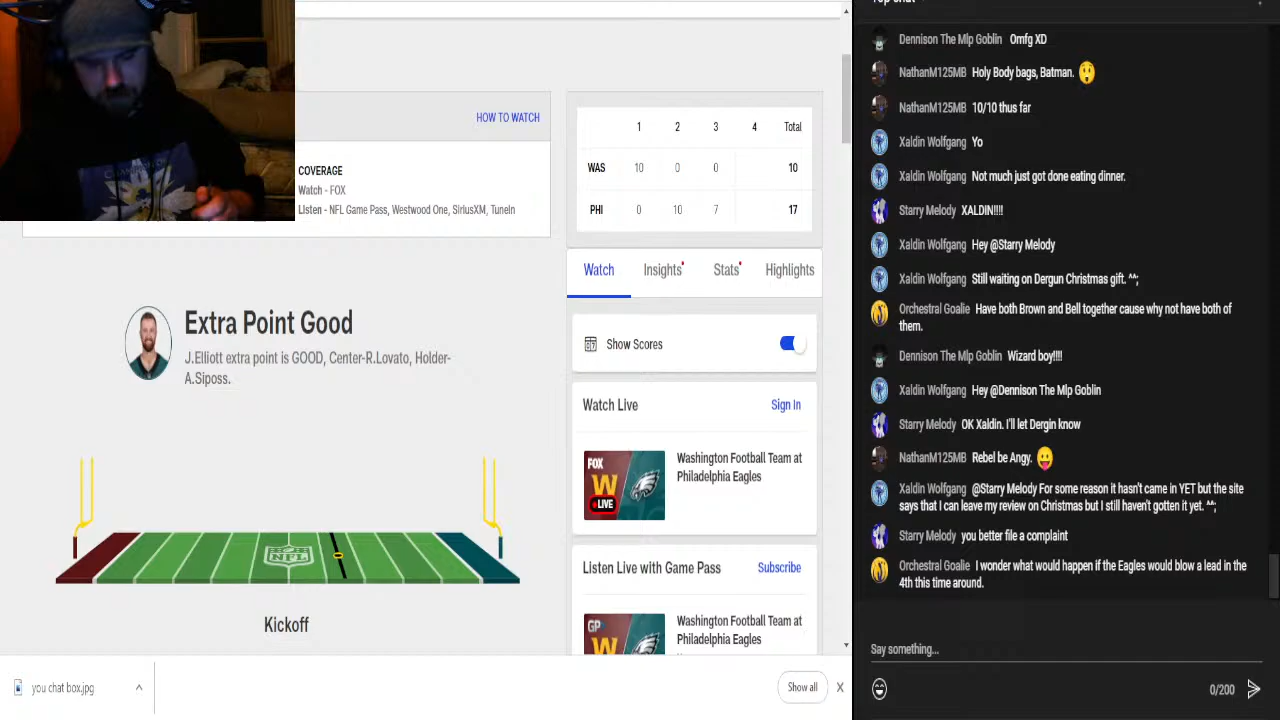 HOW TO WATCH
COVERAGE
Watch - FOX
Listen - NFL Game Pass, Westwood One, SiriusXM, TuneIn
1 2 3 4 Total
WAS 10 0 0 10
PHI 0 10 7 17
Watch Insights Stats Highlights
Extra Point Good
J.Elliott extra point is GOOD, Center-R.Lovato, Holder-
A.Siposs.
Show Scores
Watch Live Sign In
FOX
W
LIVE
Washington Football Team at
Philadelphia Eagles
NFL
Kickoff
Listen Live with Game Pass Subscribe
GP
Washington Football Team at
Philadelphia Eagles
you chat box.jpg
Show all X
Dennison The Mlp Goblin Omfg XD
NathanM125MB Holy Body bags, Batman. 😲
NathanM125MB 10/10 thus far
Xaldin Wolfgang Yo
Xaldin Wolfgang Not much just got done eating dinner.
Starry Melody XALDIN!!!!
Xaldin Wolfgang Hey @Starry Melody
Xaldin Wolfgang Still waiting on Dergun Christmas gift. ^^;
Orchestral Goalie Have both Brown and Bell together cause why not have both of
them.
Dennison The Mlp Goblin Wizard boy!!!!
Xaldin Wolfgang Hey @Dennison The Mlp Goblin
Starry Melody OK Xaldin. I'll let Dergin know
NathanM125MB Rebel be Angy. 😛
Xaldin Wolfgang @Starry Melody For some reason it hasn't came in YET but the site
says that I can leave my review on Christmas but I still haven't gotten it yet. ^^;
Starry Melody you better file a complaint
Orchestral Goalie I wonder what would happen if the Eagles would blow a lead in the
4th this time around.
Say something...
0/200